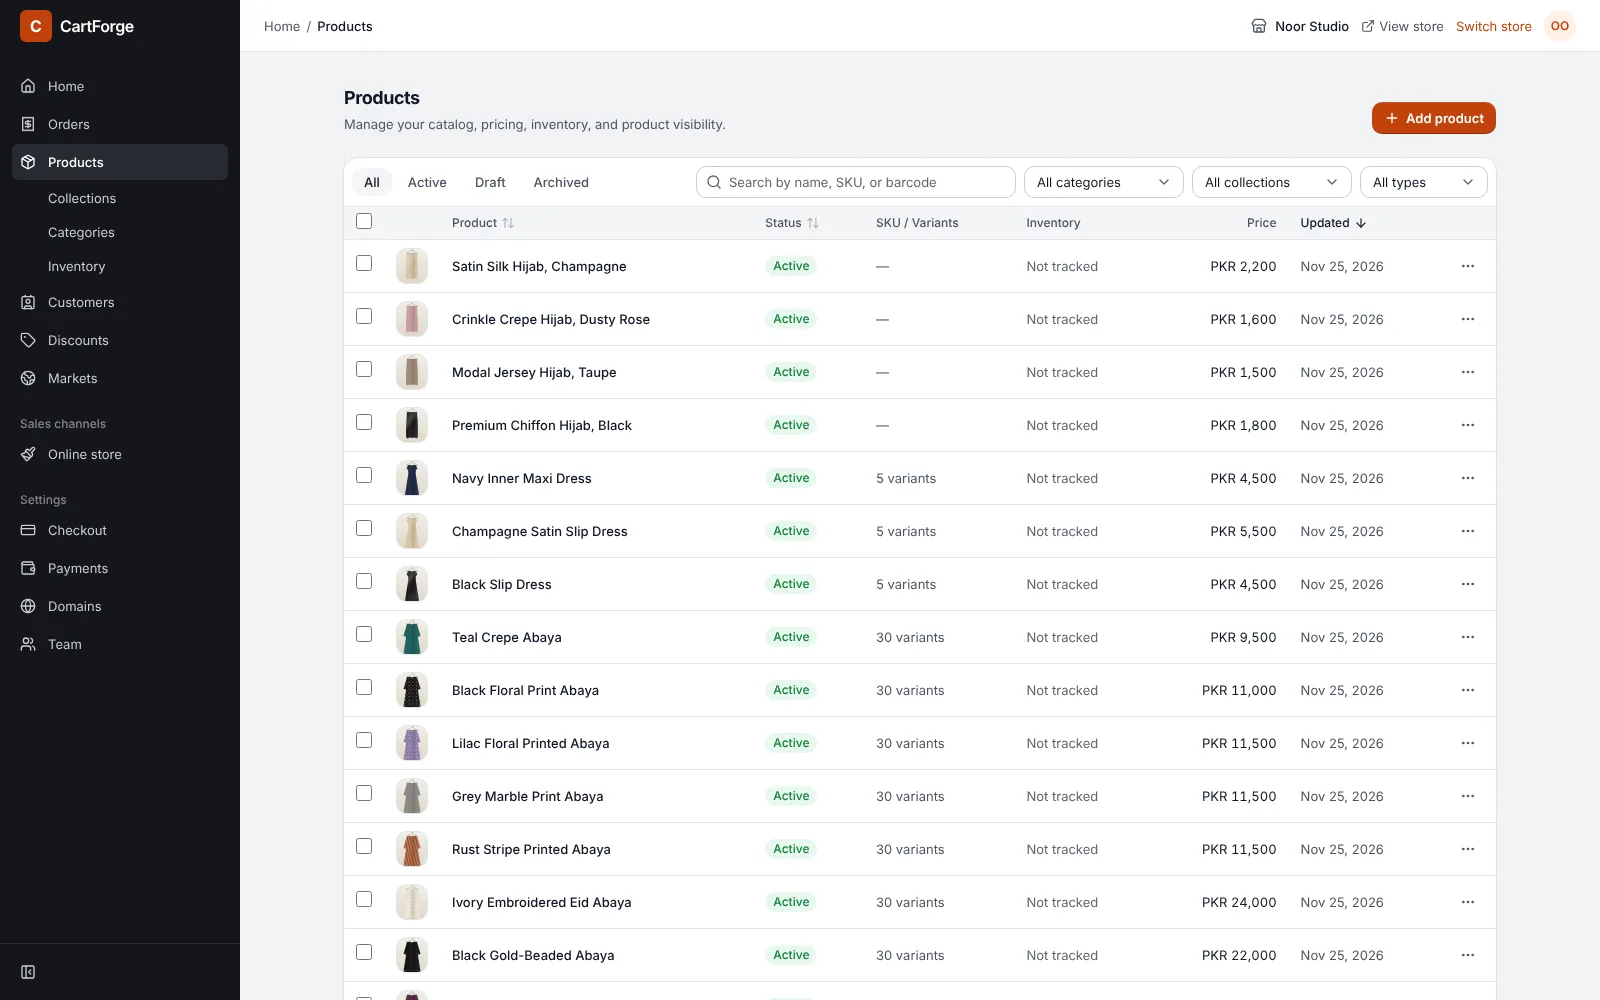 C CartForge
Home / Products
Noor Studio View store Switch store OO
Home
Orders
Products
Collections
Categories
Inventory
Customers
Discounts
Markets
Sales channels
Online store
Settings
Checkout
Payments
Domains
Team
Products
Manage your catalog, pricing, inventory, and product visibility.
Add product
All Active Draft Archived Search by name, SKU, or barcode All categories All collections All types
Product Status SKU / Variants Inventory Price Updated
Satin Silk Hijab, Champagne Active — Not tracked PKR 2,200 Nov 25, 2026
Crinkle Crepe Hijab, Dusty Rose Active — Not tracked PKR 1,600 Nov 25, 2026
Modal Jersey Hijab, Taupe Active — Not tracked PKR 1,500 Nov 25, 2026
Premium Chiffon Hijab, Black Active — Not tracked PKR 1,800 Nov 25, 2026
Navy Inner Maxi Dress Active 5 variants Not tracked PKR 4,500 Nov 25, 2026
Champagne Satin Slip Dress Active 5 variants Not tracked PKR 5,500 Nov 25, 2026
Black Slip Dress Active 5 variants Not tracked PKR 4,500 Nov 25, 2026
Teal Crepe Abaya Active 30 variants Not tracked PKR 9,500 Nov 25, 2026
Black Floral Print Abaya Active 30 variants Not tracked PKR 11,000 Nov 25, 2026
Lilac Floral Printed Abaya Active 30 variants Not tracked PKR 11,500 Nov 25, 2026
Grey Marble Print Abaya Active 30 variants Not tracked PKR 11,500 Nov 25, 2026
Rust Stripe Printed Abaya Active 30 variants Not tracked PKR 11,500 Nov 25, 2026
Ivory Embroidered Eid Abaya Active 30 variants Not tracked PKR 24,000 Nov 25, 2026
Black Gold-Beaded Abaya Active 30 variants Not tracked PKR 22,000 Nov 25, 2026